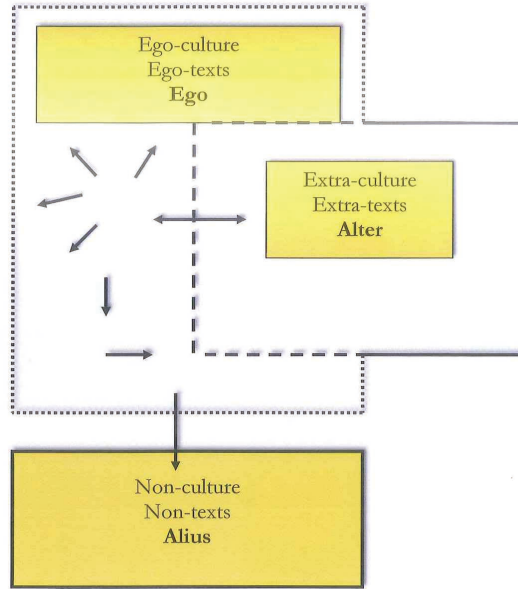 Ego-culture
Ego-texts
Ego
Extra-culture
Extra-texts
Alter
Non-culture
Non-texts
Alius